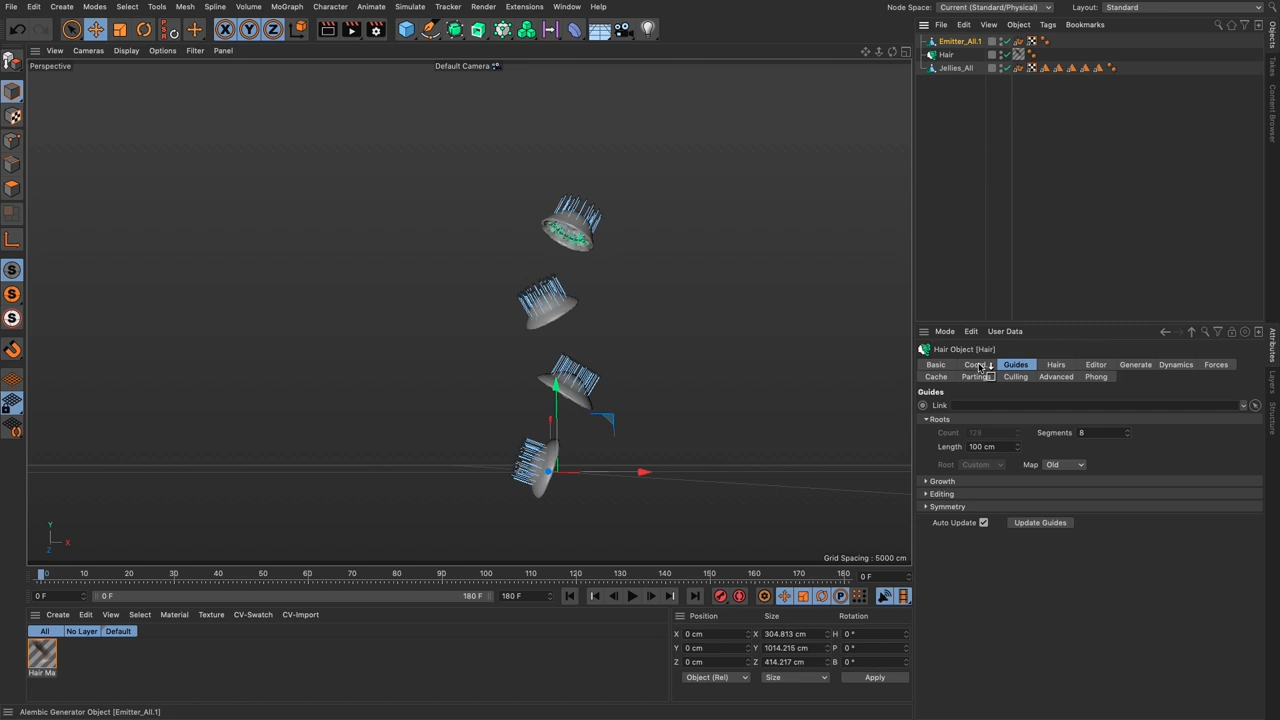 File Edit Create Modes Select Tools Mesh Spline Volume MoGraph Character Animate Simulate Tracker Render Extensions Window Help
Node Space: Current (Standard/Physical) Layout: Standard
File Edit View Object Tags Bookmarks
View Cameras Display Options Filter Panel
Perspective Default Camera
Emitter_All.1
Hair
Jellies_All
Objects
Takes
Content Browser
Mode Edit User Data
Hair Object [Hair]
Basic Guides Hairs Editor Generate Dynamics Forces
Cache Culling Advanced Phong
Guides
Link
Roots
Count 128 Segments 8
Length 100 cm
Root Custom Map Old
Growth
Editing
Symmetry
Auto Update Update Guides
Attributes
Layers
Structure
Y
X
Z
Grid Spacing : 5000 cm
0 10 20 30 40 50 60 70 80 90 100 110 120 130 140 150 160 170 180 0 F
0 F 0 F 180 F 180 F
Create Edit View Select Material Texture CV-Swatch CV-Import
All No Layer Default
Hair Ma
Position Size Rotation
X 0 cm X 304.813 cm H 0 °
Y 0 cm Y 1014.215 cm P 0 °
Z 0 cm Z 414.217 cm B 0 °
Object (Rel) Size Apply
Alembic Generator Object [Emitter_All.1]